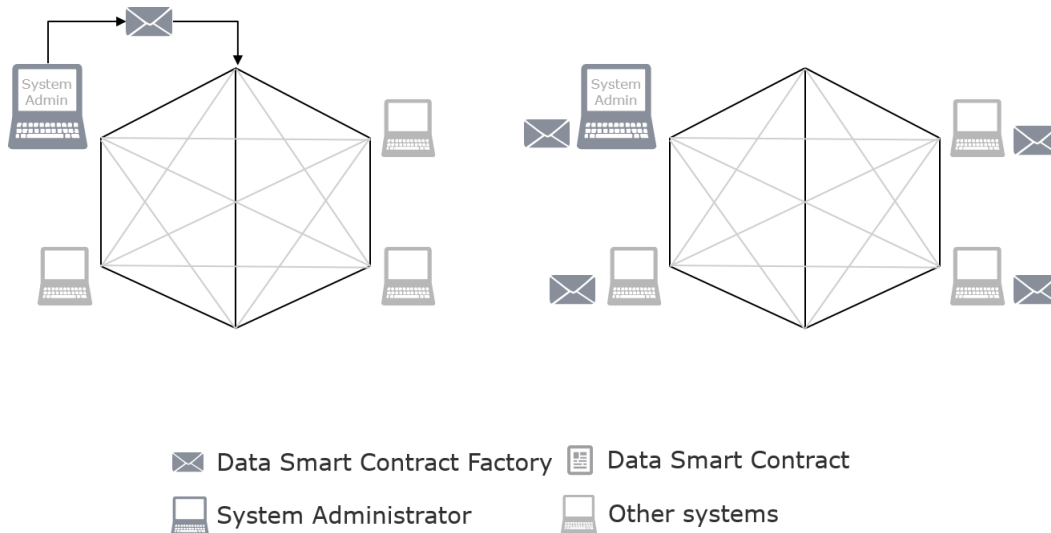 System
Admin
System
Admin
Data Smart Contract Factory
Data Smart Contract
System Administrator
Other systems